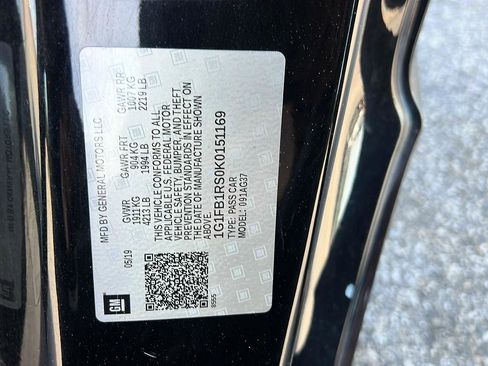 MFD BY GENERAL MOTORS LLC
05/19
GVWR GAWR FRT GAWR RR
1911 KG 904 KG 1007 KG
4213 LB 1994 LB 2219 LB
THIS VEHICLE CONFORMS TO ALL
APPLICABLE U.S. FEDERAL MOTOR
VEHICLE SAFETY, BUMPER, AND THEFT
PREVENTION STANDARDS IN EFFECT ON
THE DATE OF MANUFACTURE SHOWN
ABOVE.
1G1FB1RS0K0151169
TYPE: PASS CAR
MODEL: 091AG37
GM
8555